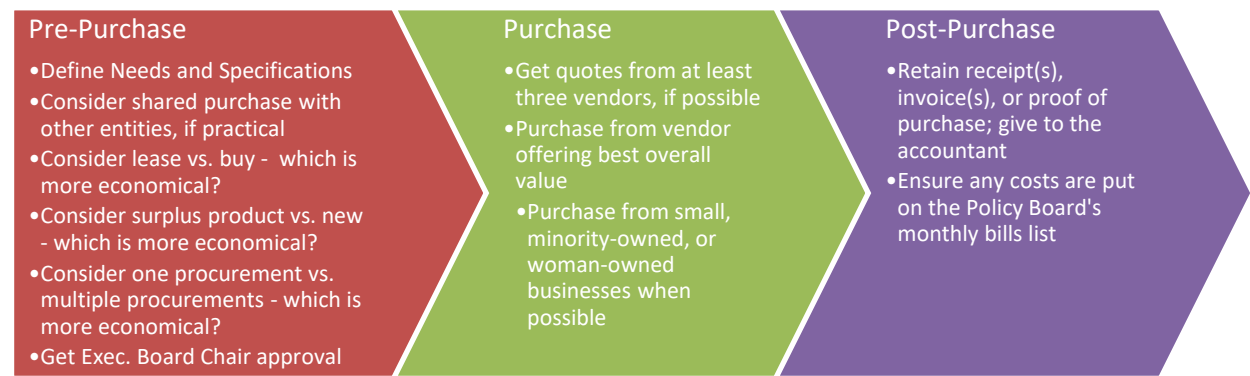 Pre-Purchase
•Define Needs and Specifications
•Consider shared purchase with
other entities, if practical
•Consider lease vs. buy -  which is
more economical?
•Consider surplus product vs. new
- which is more economical?
•Consider one procurement vs.
multiple procurements - which is
more economical?
•Get Exec. Board Chair approval
Purchase
•Get quotes from at least
three vendors, if possible
•Purchase from vendor
offering best overall
value
•Purchase from small,
minority-owned, or
woman-owned
businesses when
possible
Post-Purchase
•Retain receipt(s),
invoice(s), or proof of
purchase; give to the
accountant
•Ensure any costs are put
on the Policy Board's
monthly bills list